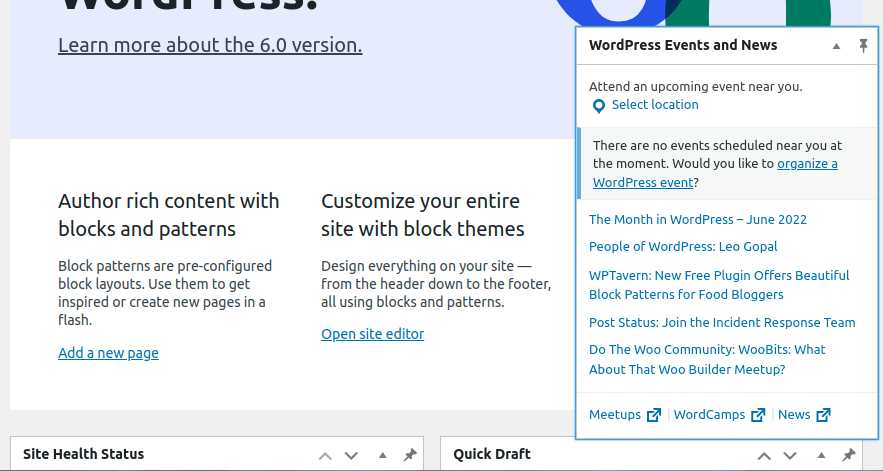 WordPress.
Learn more about the 6.0 version.
Author rich content with
blocks and patterns
Block patterns are pre-configured
block layouts. Use them to get
inspired or create new pages in a
flash.
Add a new page
Customize your entire
site with block themes
Design everything on your site —
from the header down to the footer,
all using blocks and patterns.
Open site editor
WordPress Events and News
Attend an upcoming event near you.
Select location
There are no events scheduled near you at
the moment. Would you like to organize a
WordPress event?
The Month in WordPress – June 2022
People of WordPress: Leo Gopal
WPTavern: New Free Plugin Offers Beautiful
Block Patterns for Food Bloggers
Post Status: Join the Incident Response Team
Do The Woo Community: WooBits: What
About That Woo Builder Meetup?
Meetups | WordCamps | News
Site Health Status
Quick Draft